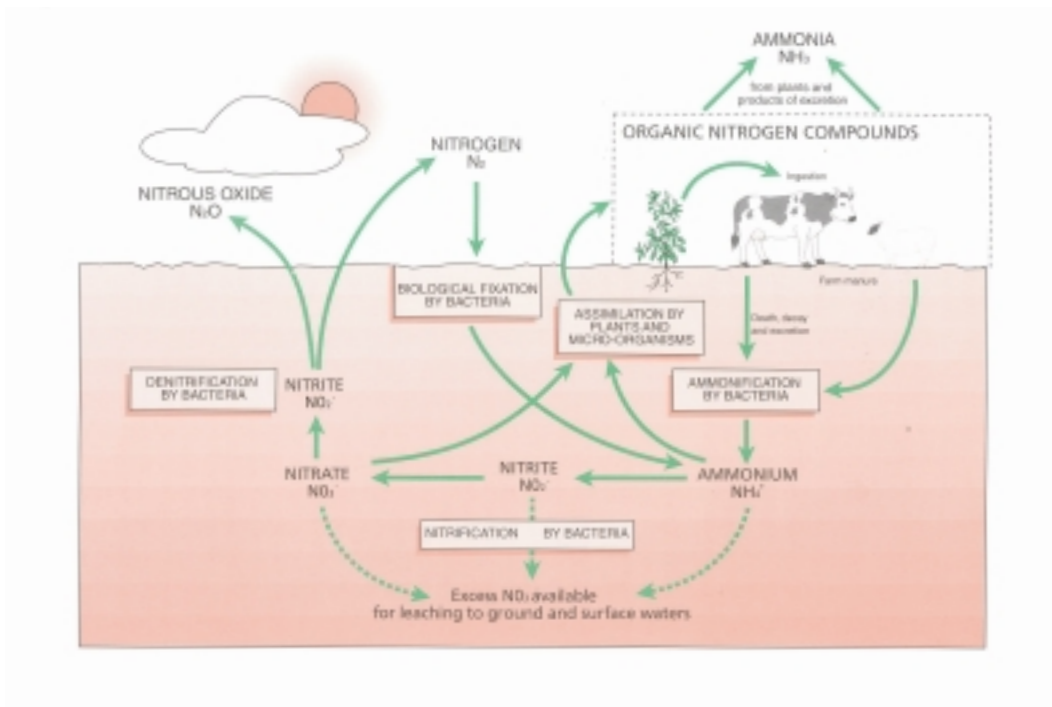 AMMONIA
NH₃
from plants and
products of excretion
ORGANIC NITROGEN COMPOUNDS
Ingestion
NITROGEN
N₂
NITROUS OXIDE
N₂O
Farm manure
BIOLOGICAL FIXATION
BY BACTERIA
ASSIMILATION BY
PLANTS AND
MICRO-ORGANISMS
Death, decay
and excretion
DENITRIFICATION
BY BACTERIA
NITRITE
NO₂⁻
AMMONIFICATION
BY BACTERIA
NITRATE
NO₃⁻
NITRITE
NO₂⁻
AMMONIUM
NH₄⁺
NITRIFICATION BY BACTERIA
Excess NO₃ available
for leaching to ground and surface waters